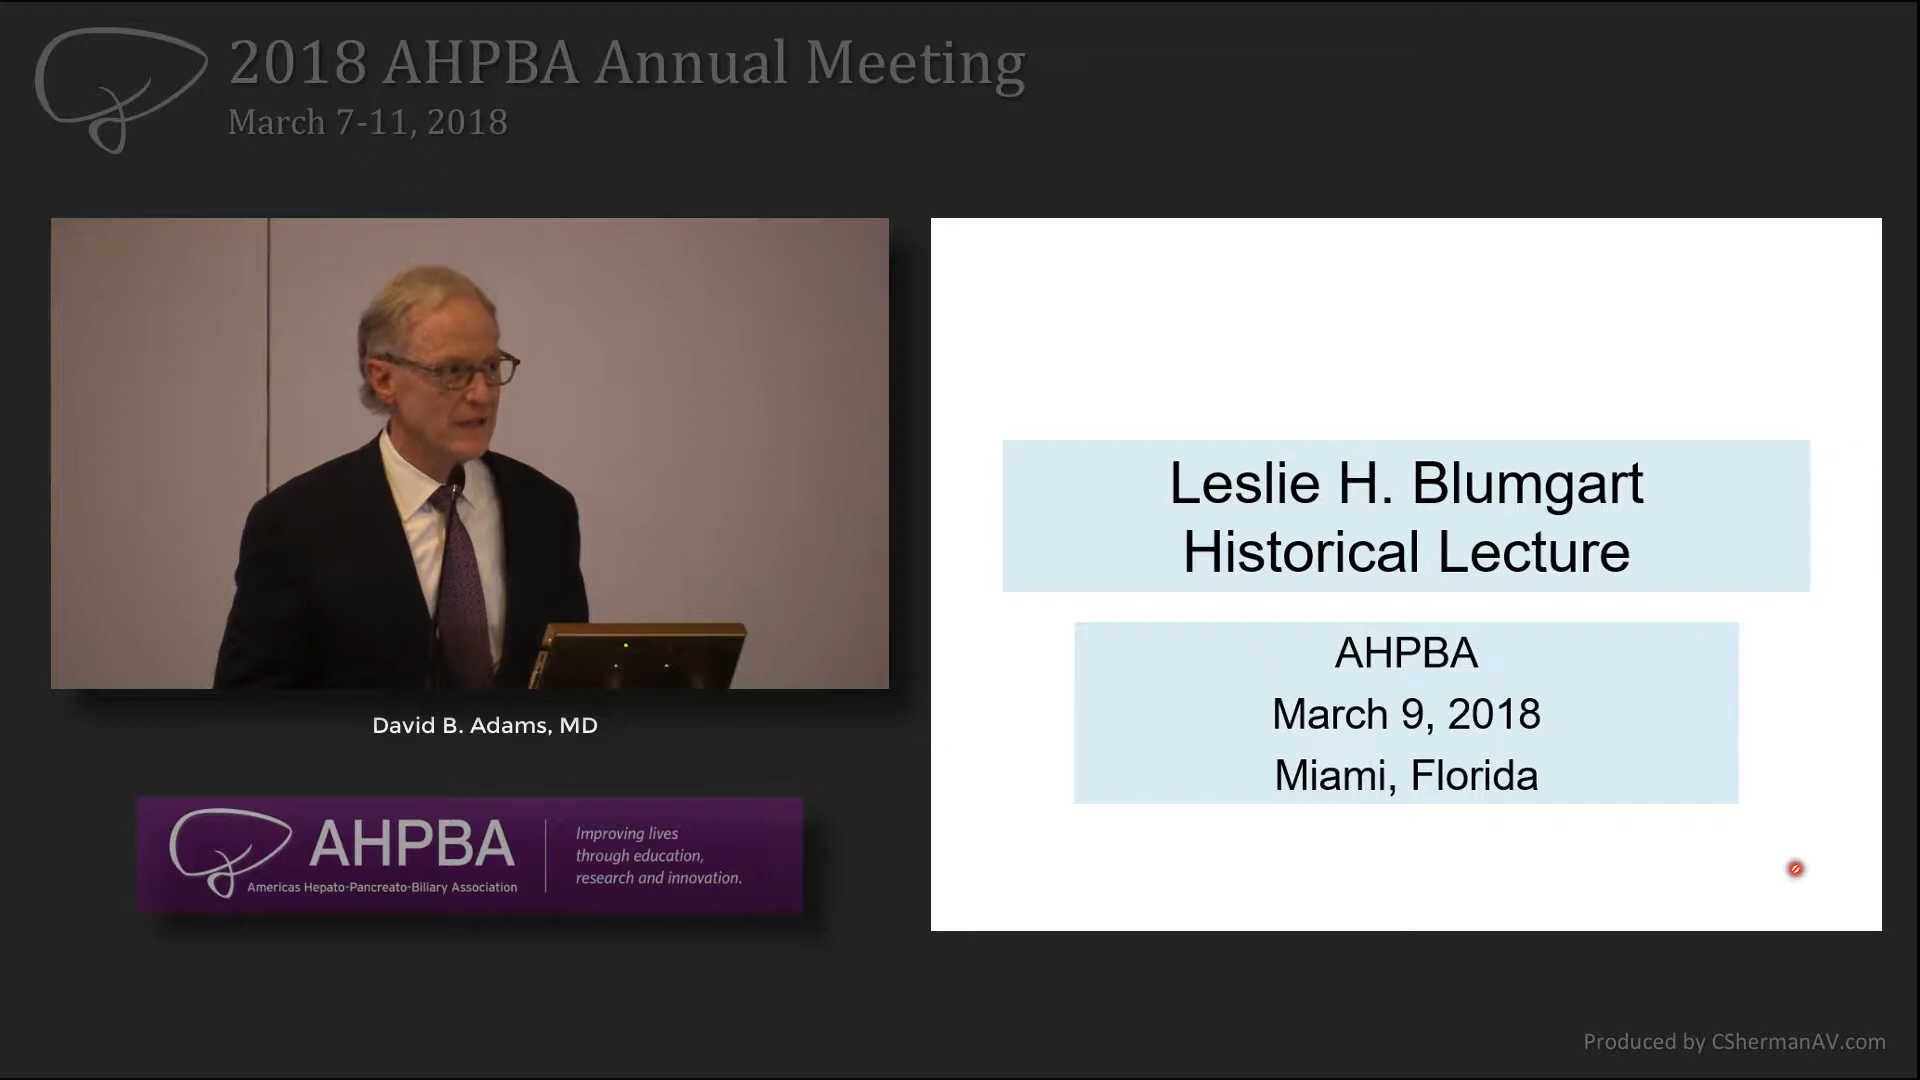 2018 AHPBA Annual Meeting
March 7-11, 2018
Leslie H. Blumgart
Historical Lecture
AHPBA
March 9, 2018
Miami, Florida
David B. Adams, MD
AHPBA
Americas Hepato-Pancreato-Biliary Association
Improving lives
through education,
research and innovation.
Produced by CShermanAV.com